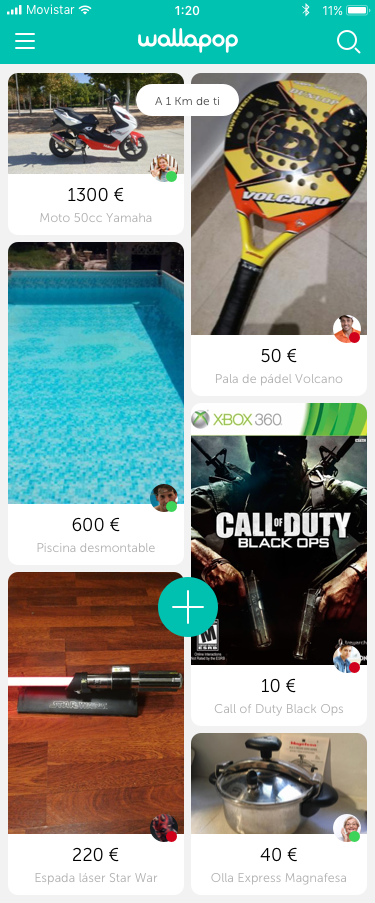 Movistar
1:20
11%
wallapop
A 1 Km de ti
1300 €
Moto 50cc Yamaha
VOLCANO
50 €
Pala de pádel Volcano
600 €
Piscina desmontable
XBOX 360
CALL OF DUTY
BLACK OPS
M
10 €
Call of Duty Black Ops
220 €
Espada láser Star War
Magefesa
40 €
Olla Express Magnafesa